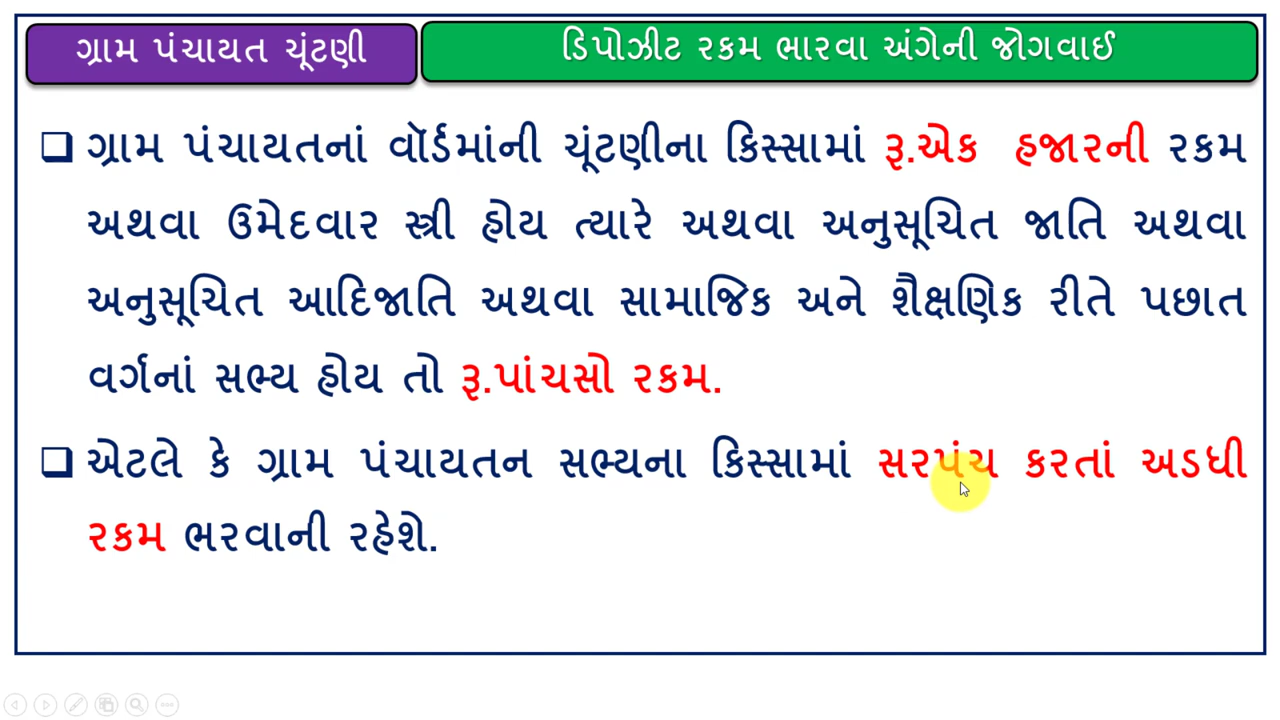 ગ્રામ પંચાયત ચૂંટણી
ડિપોઝીટ રકમ ભારવા અંગેની જોગવાઈ
ગ્રામ પંચાયતનાં વૉર્ડમાંની ચૂંટણીના કિસ્સામાં રૂ.એક હજારની રકમ
અથવા ઉમેદવાર સ્ત્રી હોય ત્યારે અથવા અનુસૂચિત જાતિ અથવા
અનુસૂચિત આદિજાતિ અથવા સામાજિક અને શૈક્ષણિક રીતે પછાત
વર્ગનાં સભ્ય હોય તો રૂ.પાંચસો રકમ.
એટલે કે ગ્રામ પંચાયતન સભ્યના કિસ્સામાં સરપંચ કરતાં અડધી
રકમ ભરવાની રહેશે.